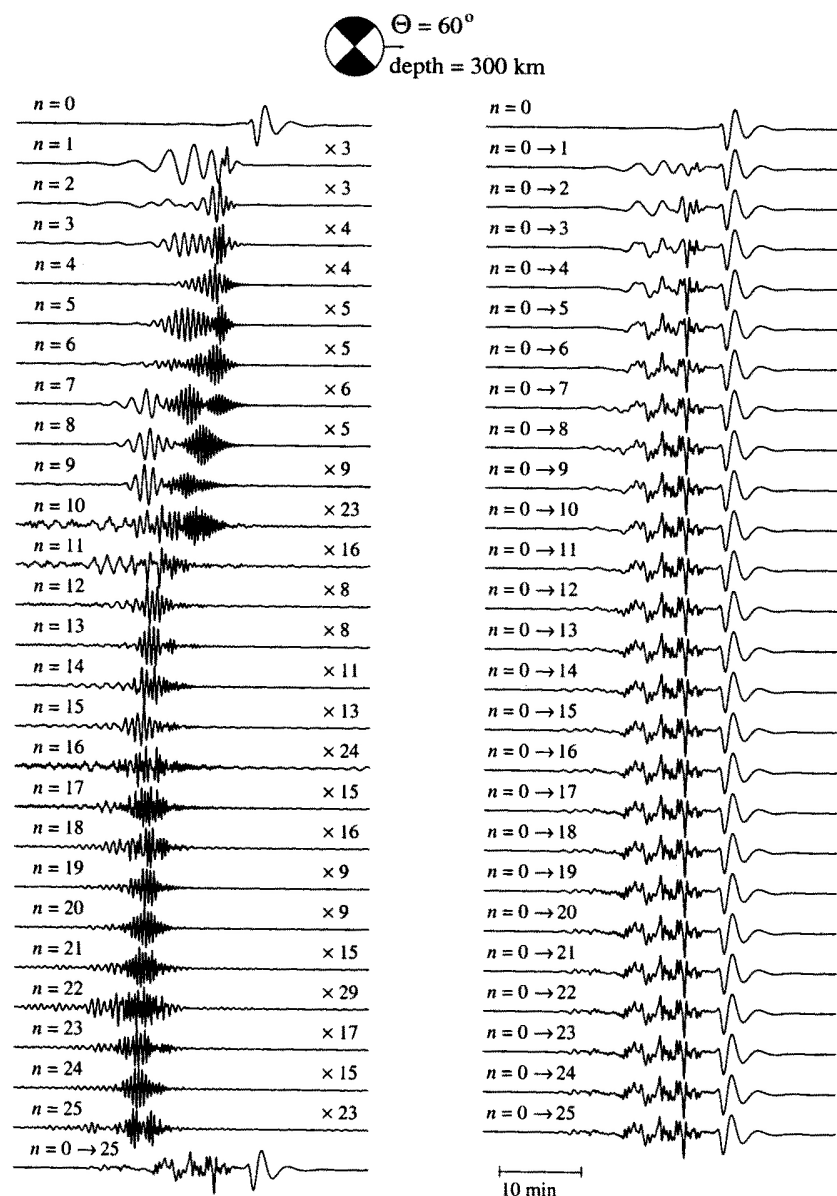 Θ = 60°
depth = 300 km
n = 0
n = 1 × 3
n = 2 × 3
n = 3 × 4
n = 4 × 4
n = 5 × 5
n = 6 × 5
n = 7 × 6
n = 8 × 5
n = 9 × 9
n = 10 × 23
n = 11 × 16
n = 12 × 8
n = 13 × 8
n = 14 × 11
n = 15 × 13
n = 16 × 24
n = 17 × 15
n = 18 × 16
n = 19 × 9
n = 20 × 9
n = 21 × 15
n = 22 × 29
n = 23 × 17
n = 24 × 15
n = 25 × 23
n = 0 → 25
n = 0
n = 0 → 1
n = 0 → 2
n = 0 → 3
n = 0 → 4
n = 0 → 5
n = 0 → 6
n = 0 → 7
n = 0 → 8
n = 0 → 9
n = 0 → 10
n = 0 → 11
n = 0 → 12
n = 0 → 13
n = 0 → 14
n = 0 → 15
n = 0 → 16
n = 0 → 17
n = 0 → 18
n = 0 → 19
n = 0 → 20
n = 0 → 21
n = 0 → 22
n = 0 → 23
n = 0 → 24
n = 0 → 25
10 min